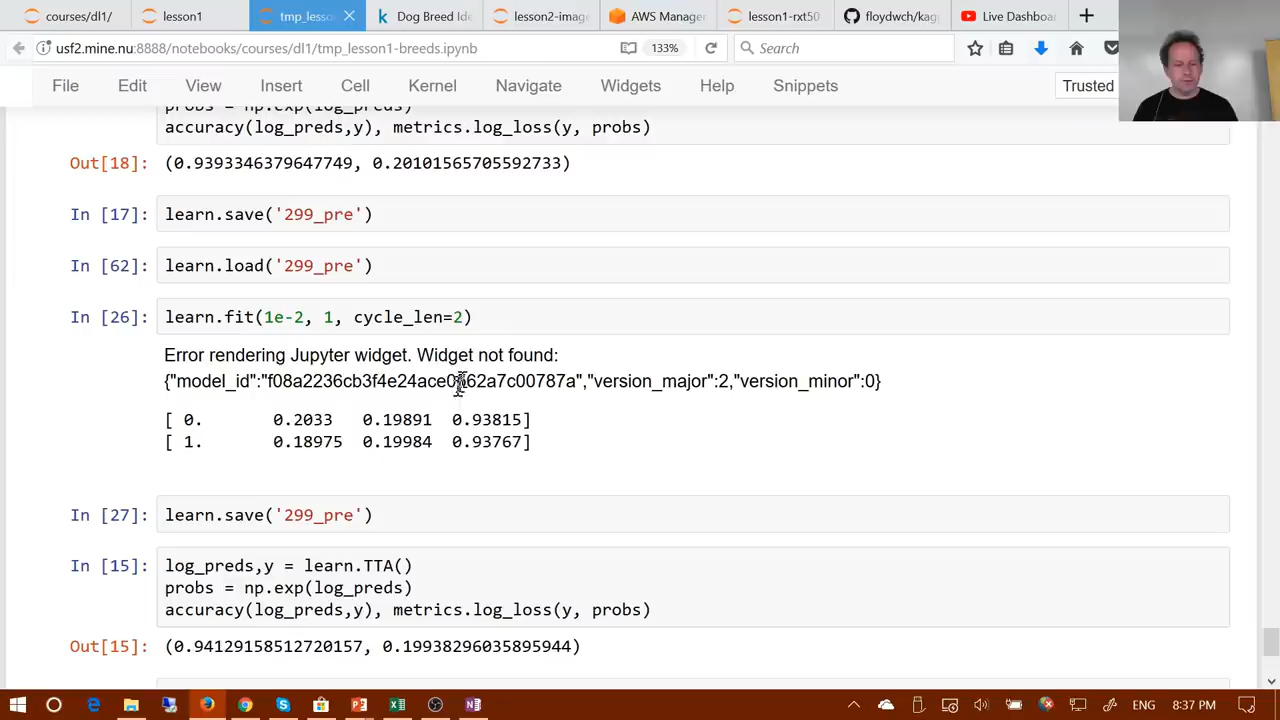 courses/dl1/
lesson1
tmp_lesso
Dog Breed Ide
lesson2-image
AWS Manage
lesson1-rxt50
floydwch/kag
Live Dashboa
usf2.mine.nu:8888/notebooks/courses/dl1/tmp_lesson1-breeds.ipynb
133%
Search
File Edit View Insert Cell Kernel Navigate Widgets Help Snippets
Trusted
probs = np.exp(log_preds)
accuracy(log_preds,y), metrics.log_loss(y, probs)
Out[18]: (0.9393346379647749, 0.20101565705592733)
In [17]: learn.save('299_pre')
In [62]: learn.load('299_pre')
In [26]: learn.fit(1e-2, 1, cycle_len=2)
Error rendering Jupyter widget. Widget not found:
{"model_id":" ","version_major":2,"version_minor":0}
[ 0. 0.2033 0.19891 0.93815]
[ 1. 0.18975 0.19984 0.93767]
In [27]: learn.save('299_pre')
In [15]: log_preds,y = learn.TTA()
probs = np.exp(log_preds)
accuracy(log_preds,y), metrics.log_loss(y, probs)
Out[15]: (0.94129158512720157, 0.19938296035895944)
ENG 8:37 PM